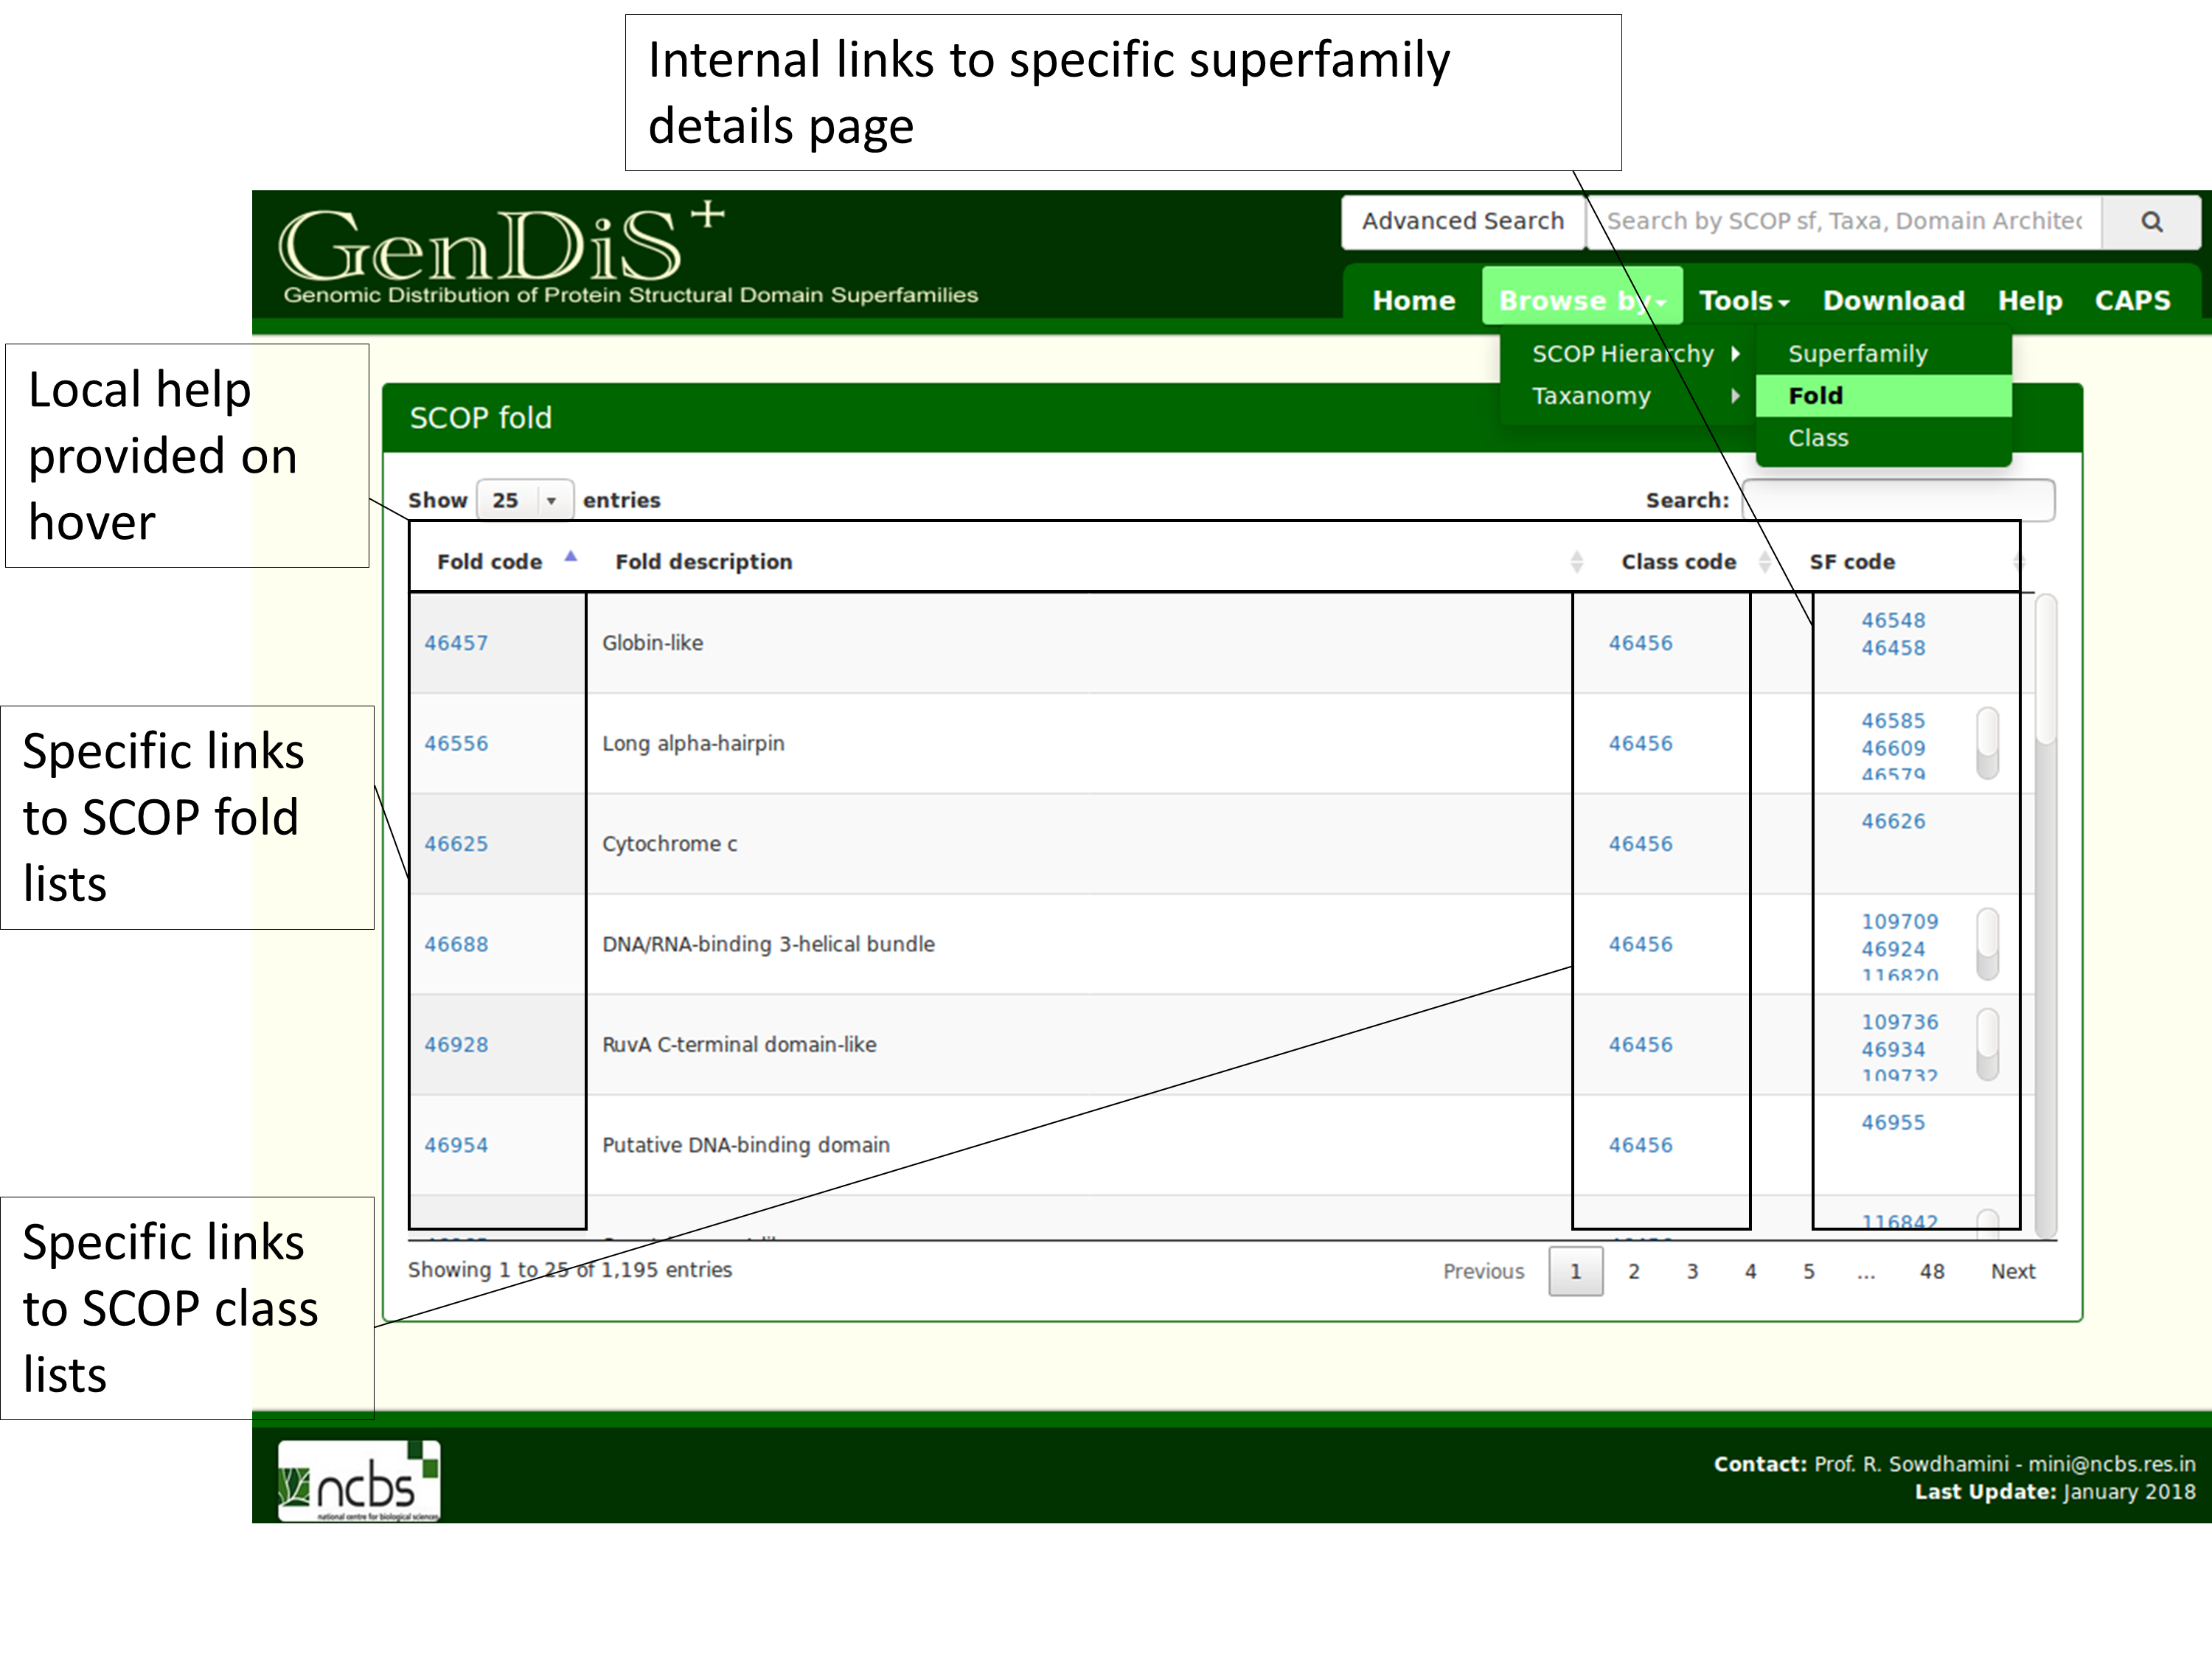 Internal links to specific superfamily
details page
GenDiS+
Genomic Distribution of Protein Structural Domain Superfamilies
Advanced Search
Search by SCOP sf, Taxa, Domain Architec
Home Browse by Tools Download Help CAPS
SCOP Hierarchy
Taxanomy
Superfamily
Fold
Class
Local help
provided on
hover
SCOP fold
Show 25 entries
Search:
Fold code Fold description Class code SF code
46457 Globin-like 46456 46548
46458
46556 Long alpha-hairpin 46456 46585
46609
46579
Specific links
to SCOP fold
lists
46625 Cytochrome c 46456 46626
46688 DNA/RNA-binding 3-helical bundle 46456 109709
46924
116820
46928 RuvA C-terminal domain-like 46456 109736
46934
109732
46954 Putative DNA-binding domain 46456 46955
116842
Specific links
to SCOP class
lists
Showing 1 to 25 of 1,195 entries
Previous 1 2 3 4 5 ... 48 Next
ncbs
national centre for biological sciences
Contact: Prof. R. Sowdhamini - mini@ncbs.res.in
Last Update: January 2018